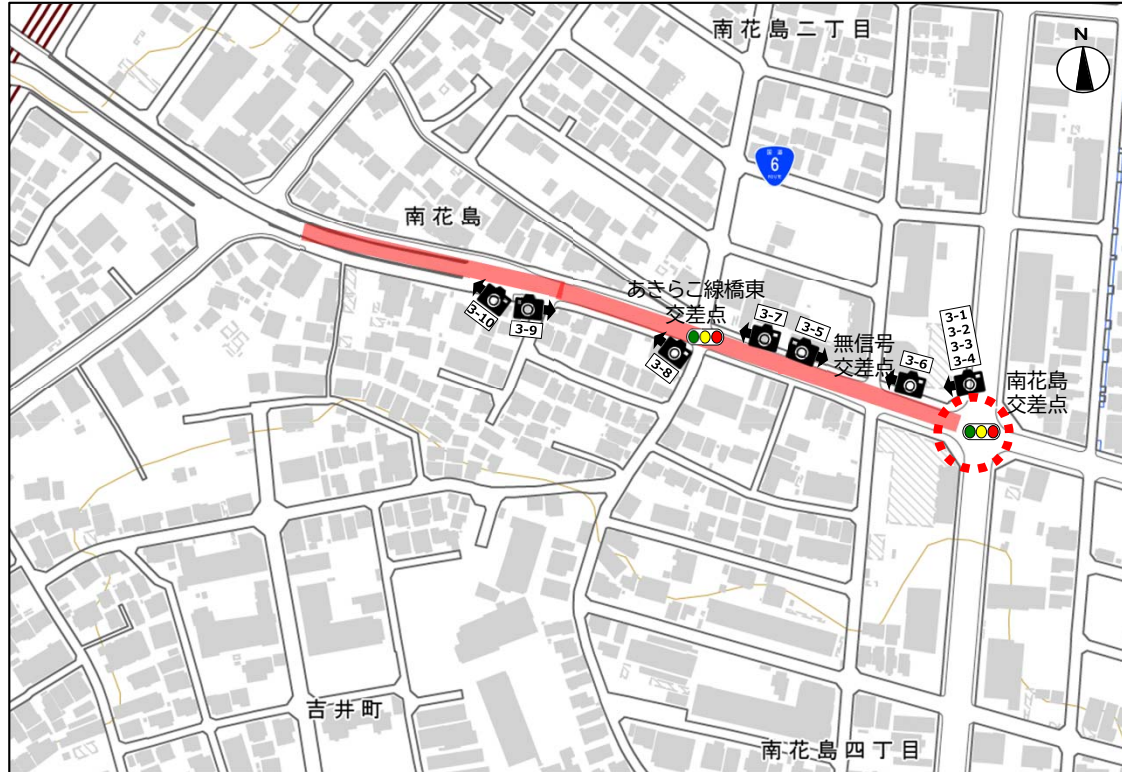 南花島二丁目
N
国道
6
ROUTE
南花島
あきらこ線橋東
交差点
3-7
3-5
無信号
交差点
3-6
3-1
3-2
3-3
3-4
南花島
交差点
3-10
3-9
3-8
吉井町
南花島四丁目